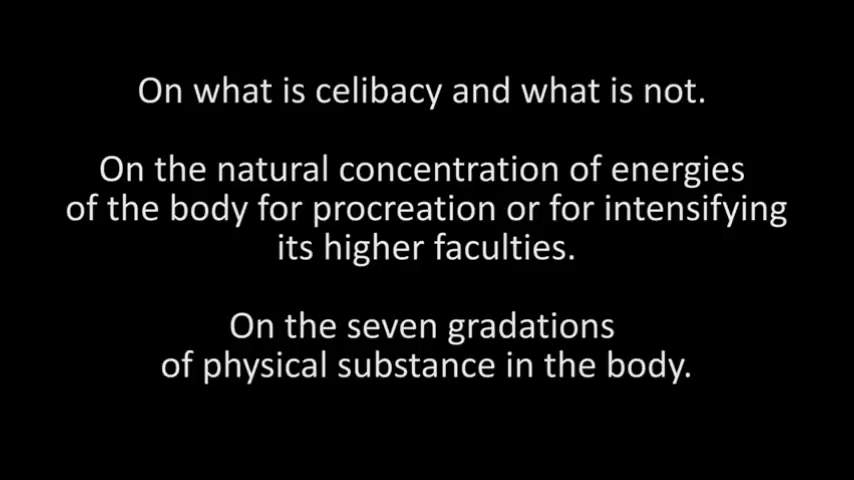 On what is celibacy and what is not.
On the natural concentration of energies
of the body for procreation or for intensifying
its higher faculties.
On the seven gradations
of physical substance in the body.